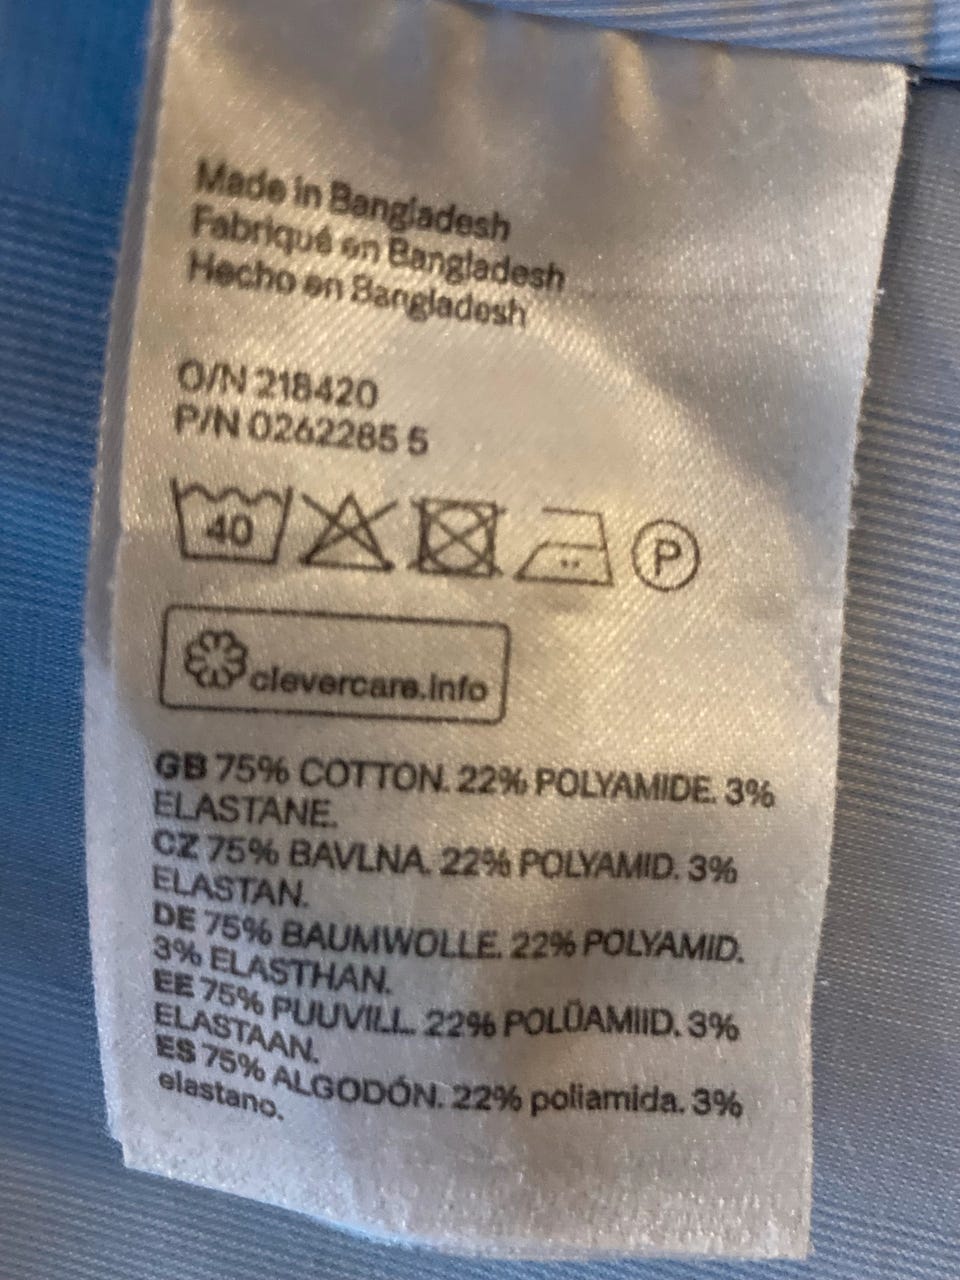 Made in Bangladesh
Fabriqué en Bangladesh
Hecho en Bangladesh
O/N 218420
P/N 0262285 5
40
P
clevercare.info
GB 75% COTTON. 22% POLYAMIDE. 3%
ELASTANE.
CZ 75% BAVLNA. 22% POLYAMID. 3%
ELASTAN.
DE 75% BAUMWOLLE. 22% POLYAMID.
3% ELASTHAN.
EE 75% PUUVILL. 22% POLÜAMIID. 3%
ELASTAAN.
ES 75% ALGODÓN. 22% poliamida. 3%
elastano.